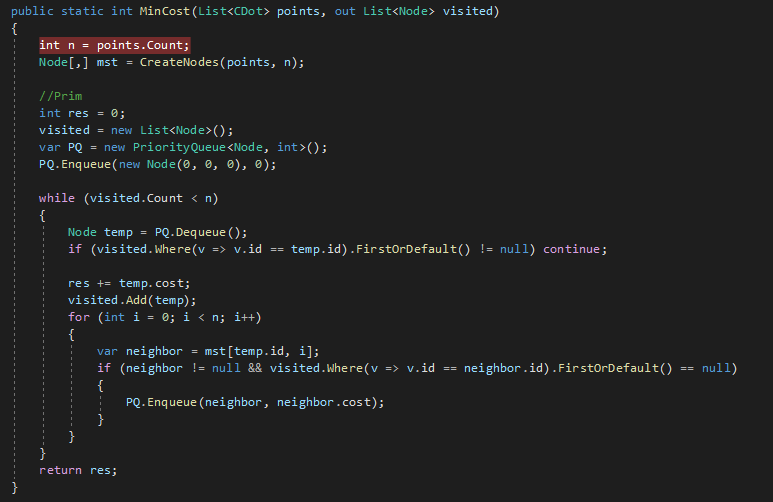 public static int MinCost(List<CDot> points, out List<Node> visited)
{
int n = points.Count;
Node[,] mst = CreateNodes(points, n);
//Prim
int res = 0;
visited = new List<Node>();
var PQ = new PriorityQueue<Node, int>();
PQ.Enqueue(new Node(0, 0, 0), 0);
while (visited.Count < n)
{
Node temp = PQ.Dequeue();
if (visited.Where(v => v.id == temp.id).FirstOrDefault() != null) continue;
res += temp.cost;
visited.Add(temp);
for (int i = 0; i < n; i++)
{
var neighbor = mst[temp.id, i];
if (neighbor != null && visited.Where(v => v.id == neighbor.id).FirstOrDefault() == null)
{
PQ.Enqueue(neighbor, neighbor.cost);
}
}
}
return res;
}